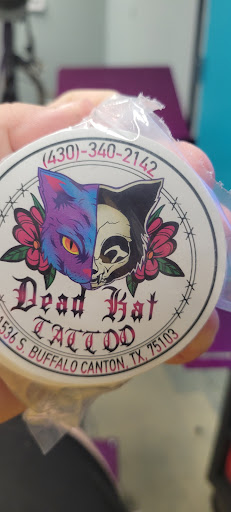 (430)-340-2142
Dead Kat
TATTOO
1536 S. BUFFALO CANTON, TX, 75103